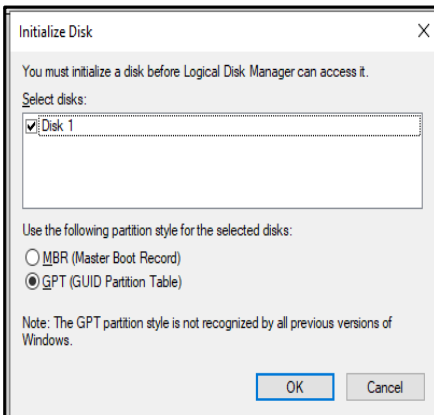 Initialize Disk
You must initialize a disk before Logical Disk Manager can access it.
Select disks:
Disk 1
Use the following partition style for the selected disks:
MBR (Master Boot Record)
GPT (GUID Partition Table)
Note: The GPT partition style is not recognized by all previous versions of
Windows.
OK Cancel